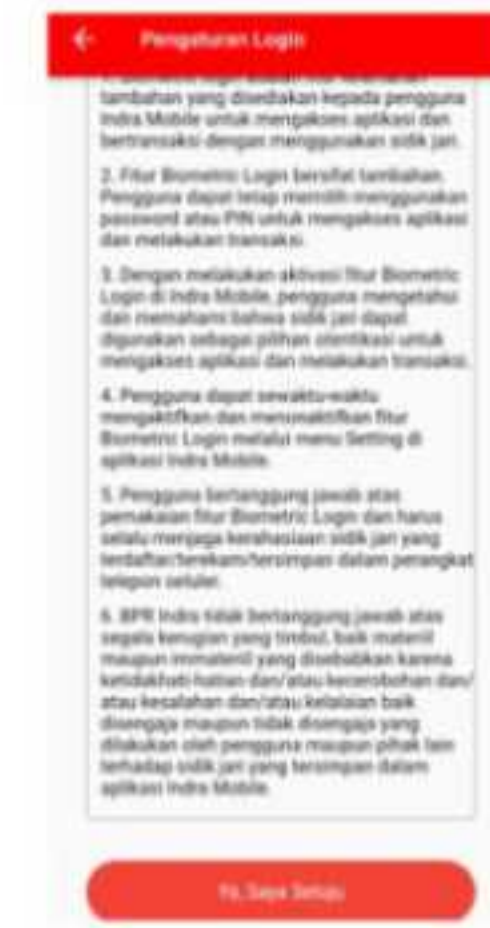 Pengaturan Login
1. Biometric Login adalah fitur
tambahan yang disediakan kepada pengguna
Indra Mobile untuk mengakses aplikasi dan
bertransaksi dengan menggunakan sidik jari.
2. Fitur Biometric Login bersifat tambahan.
Pengguna dapat tetap memilih menggunakan
password atau PIN untuk mengakses aplikasi
dan melakukan transaksi.
3. Dengan melakukan aktivasi fitur Biometric
Login di Indra Mobile, pengguna mengetahui
dan memahami bahwa sidik jari dapat
digunakan sebagai pilihan otentikasi untuk
mengakses aplikasi dan melakukan transaksi.
4. Pengguna dapat sewaktu-waktu
mengaktifkan dan menonaktifkan fitur
Biometric Login melalui menu Setting di
aplikasi Indra Mobile.
5. Pengguna bertanggung jawab atas
pemakaian fitur Biometric Login dan harus
selalu menjaga kerahasiaan sidik jari yang
terdaftar/terekam/tersimpan dalam perangkat
telepon seluler.
6. BPR Indra tidak bertanggung jawab atas
segala kerugian yang timbul, baik materiil
maupun immateriil yang disebabkan karena
ketidakhati-hatian dan/atau kecerobohan dan/
atau kesalahan dan/atau kelalaian baik
disengaja maupun tidak disengaja yang
dilakukan oleh pengguna maupun pihak lain
terhadap sidik jari yang tersimpan dalam
aplikasi Indra Mobile.
Ya, Saya Setuju